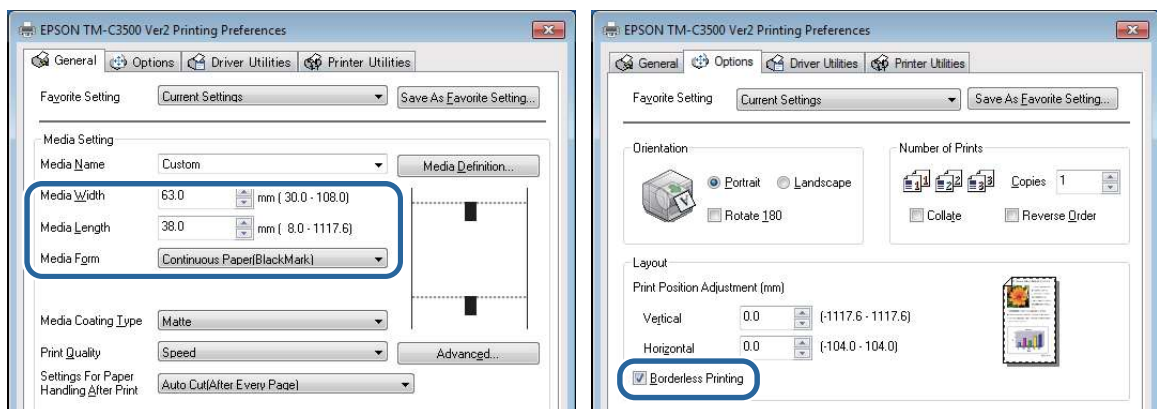 EPSON TM-C3500 Ver2 Printing Preferences
General Options Driver Utilities Printer Utilities
Favorite Setting Current Settings Save As Favorite Setting...
Media Setting
Media Name Custom Media Definition...
Media Width 63.0 mm ( 30.0 - 108.0)
Media Length 38.0 mm ( 8.0 - 1117.6)
Media Form Continuous Paper(BlackMark)
Media Coating Type Matte
Print Quality Speed Advanced...
Settings For Paper
Handling After Print Auto Cut(After Every Page)
EPSON TM-C3500 Ver2 Printing Preferences
General Options Driver Utilities Printer Utilities
Favorite Setting Current Settings Save As Favorite Setting...
Orientation
Portrait Landscape
Rotate 180
Number of Prints
1 1 2 2 3 3 Copies 1
Collate Reverse Order
Layout
Print Position Adjustment (mm)
Vertical 0.0 (-1117.6 - 1117.6)
Horizontal 0.0 (-104.0 - 104.0)
Borderless Printing